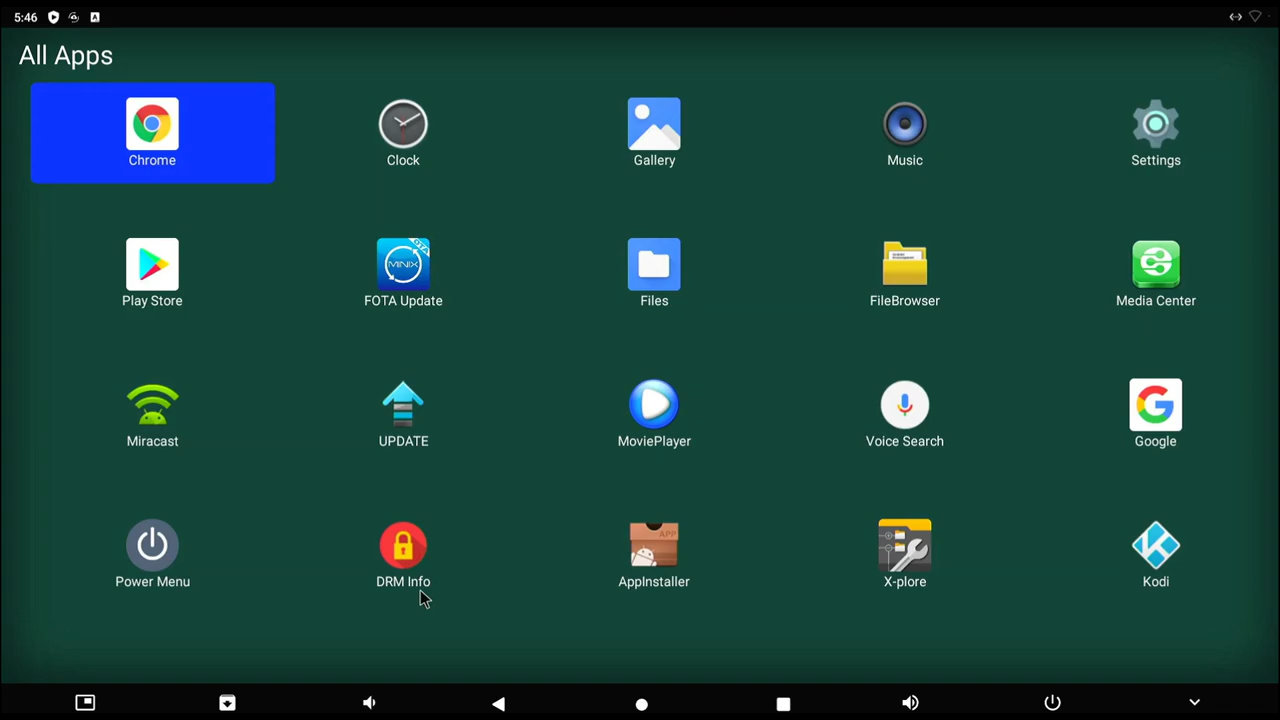 5:46
All Apps
Chrome
Clock
Gallery
Music
Settings
Play Store
FOTA Update
Files
FileBrowser
Media Center
Miracast
UPDATE
MoviePlayer
Voice Search
Google
Power Menu
DRM Info
AppInstaller
X-plore
Kodi